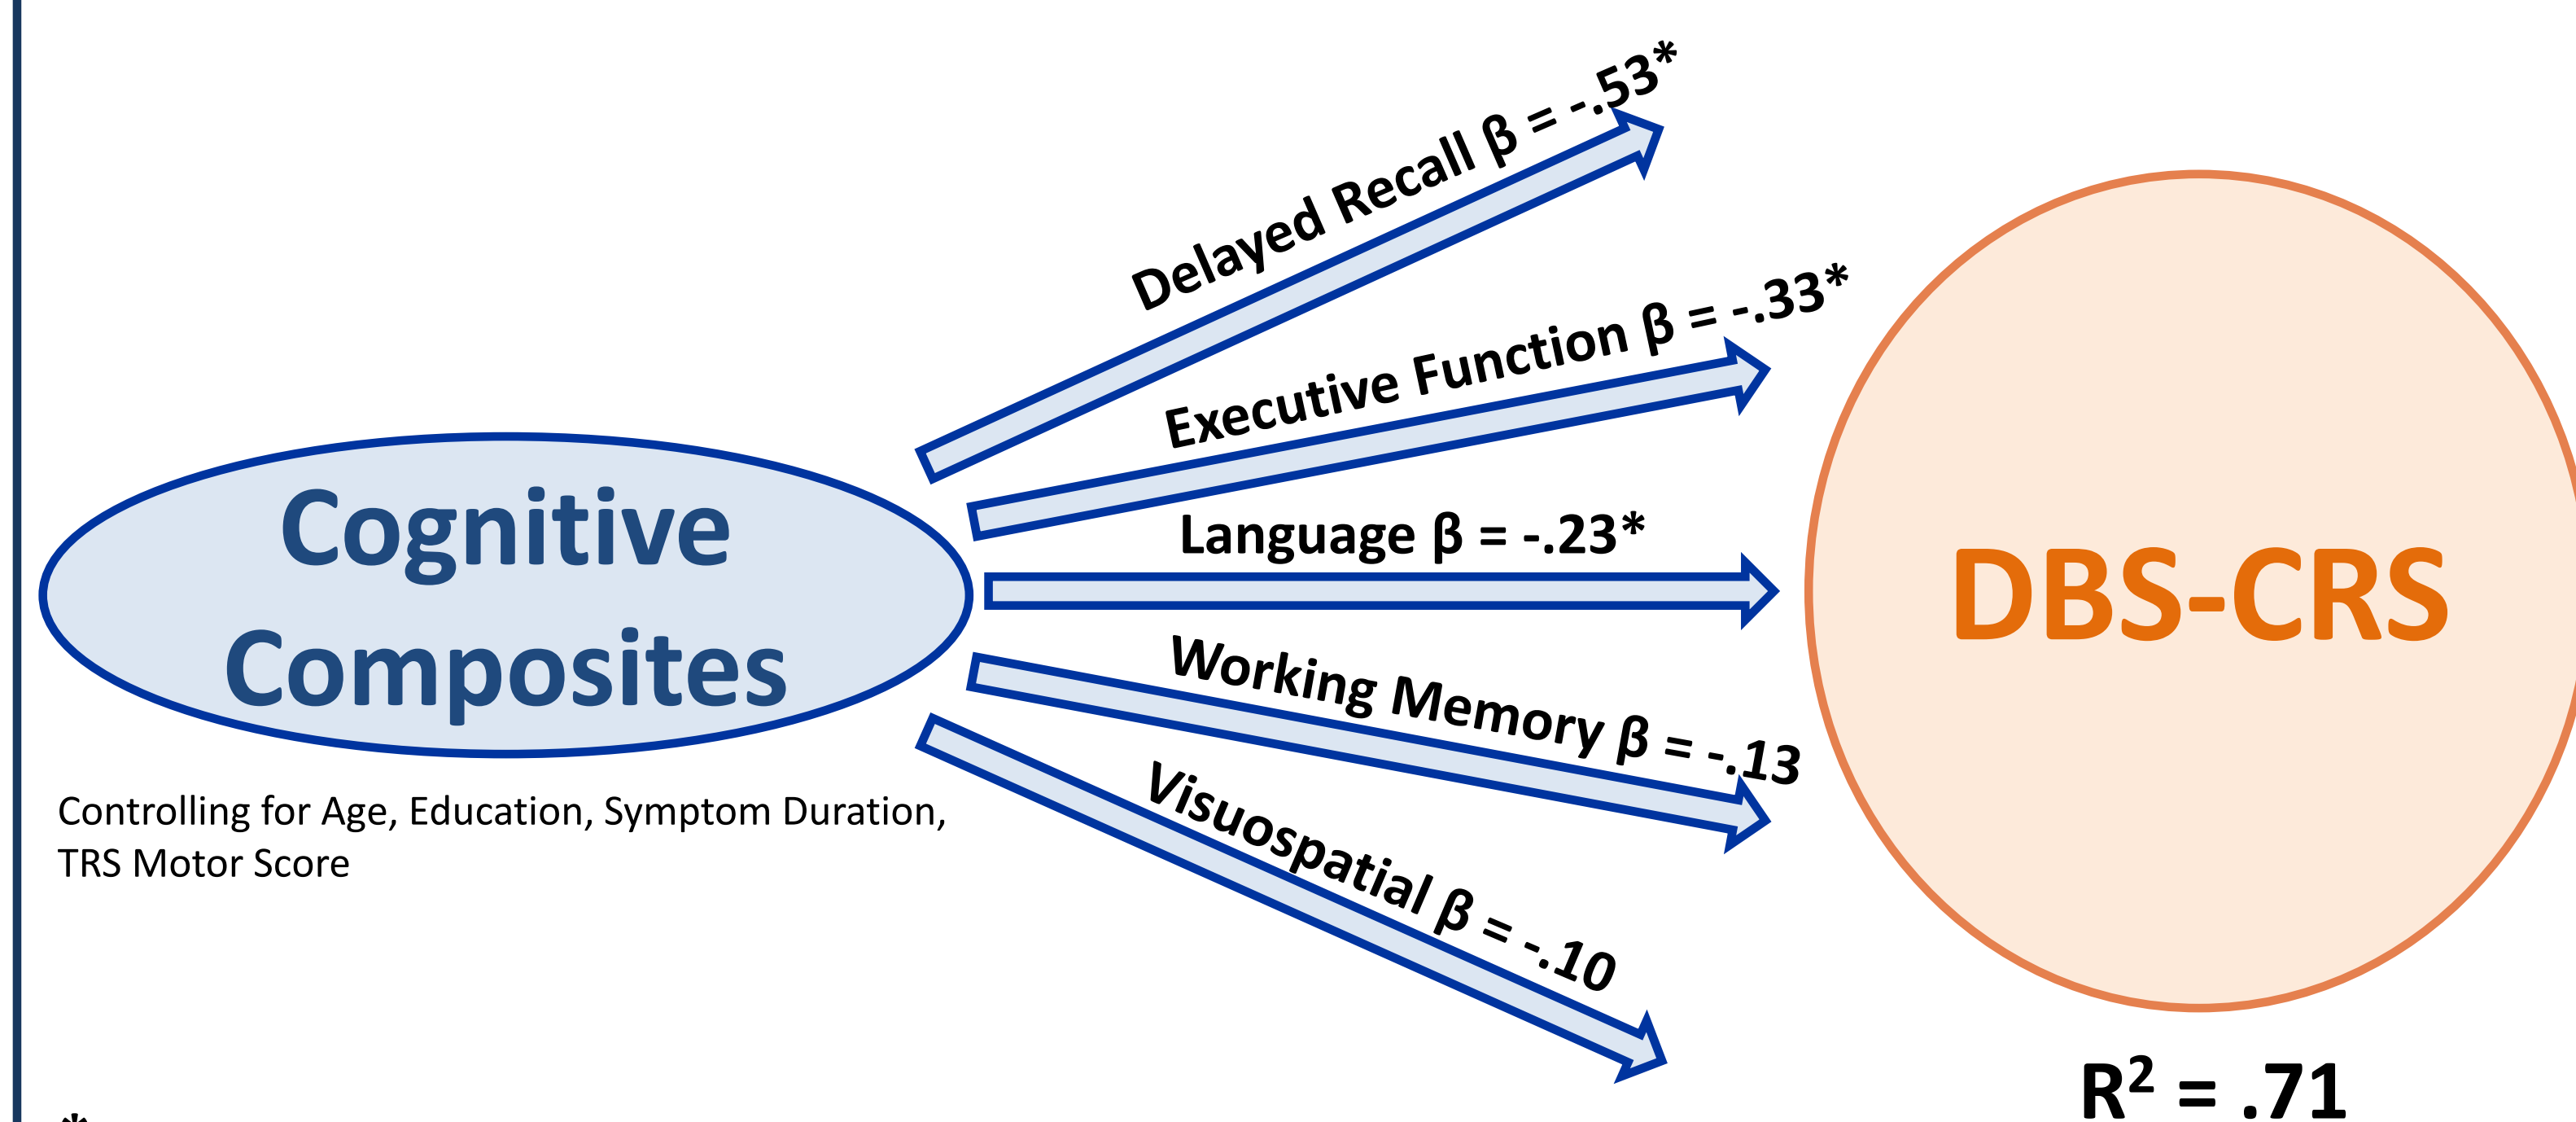 Delayed Recall β = -.53*
Executive Function β = -.33*
Language β = -.23*
Cognitive
Composites
DBS-CRS
Working Memory β = -.13
Visuospatial β = -.10
Controlling for Age, Education, Symptom Duration,
TRS Motor Score
R² = .71
*